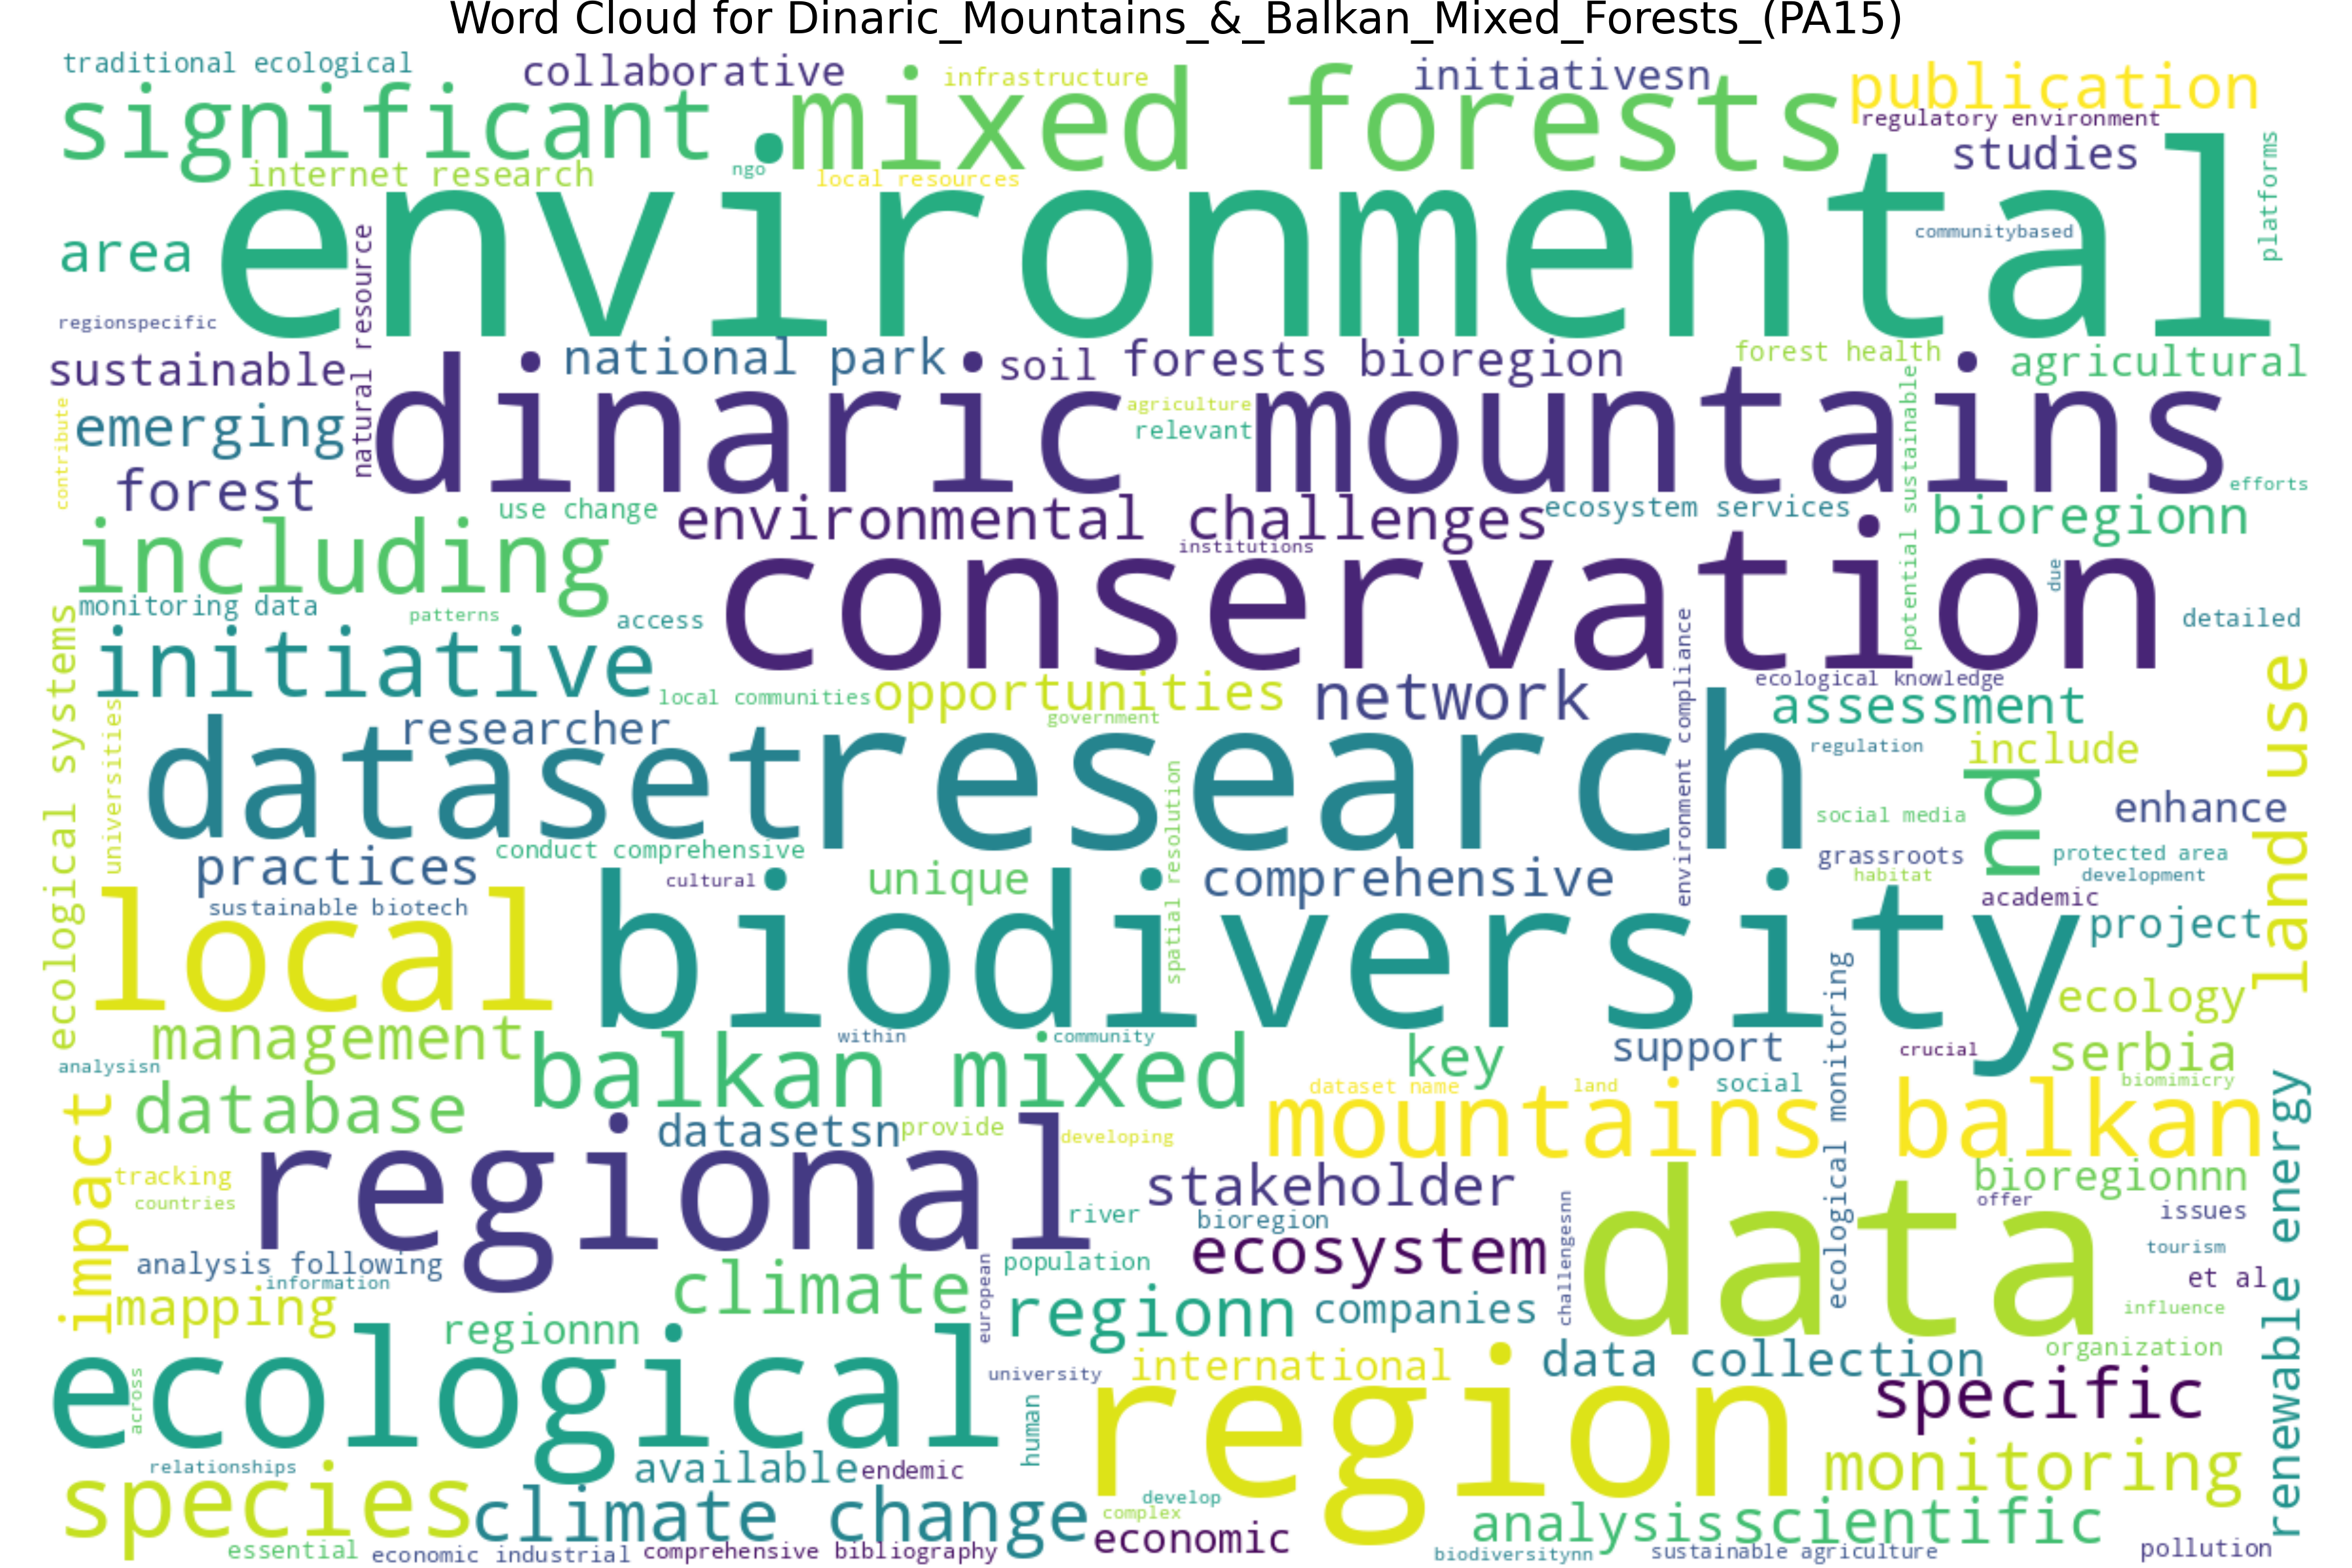 Word Cloud for Dinaric_Mountains_&_Balkan_Mixed_Forests_(PA15)
traditional ecological
collaborative
infrastructure
initiativesn
publication
significant
mixed forests
regulatory environment
studies
platforms
internet research
ngo
local resources
environmental
communitybased
area
natural resource
regionspecific
sustainable
national park
soil
forests bioregion
forest health
agricultural
contribute
emerging
dinaric mountains
agriculture
relevant
potential sustainable
efforts
forest
use change
environmental challenges
ecosystem services
bioregionn
including
institutions
conservation
due
monitoring data
patterns
access
detailed
ecological systems
initiative
local communities
opportunities
network
environment compliance
ecological knowledge
assessment
land use
universities
researcher
government
dataset
research
regulation
include
nd
spatial resolution
social media
enhance
practices
conduct comprehensive
cultural
unique
comprehensive
grassroots
habitat
protected area
development
academic
sustainable biotech
local
biodiversity
project
ecological monitoring
ecology
management
within
community
key
support
crucial
serbia
analysisn
balkan mixed
dataset name
land
social
biomimicry
impact
database
mountains balkan
renewable energy
datasetsn
provide
developing
regional
tracking
countries
stakeholder
bioregionnn
offer
issues
river
bioregion
challengesnn
data
analysis following
information
european
population
ecosystem
tourism
et al
mapping
climate
regionn
companies
influence
regionnn
organization
ecological
across
university
international
data collection
human
region
specific
relationships
available
endemic
monitoring
species
climate change
develop
complex
economic
analysis
scientific
essential
economic industrial
comprehensive bibliography
biodiversitynn
sustainable agriculture
pollution